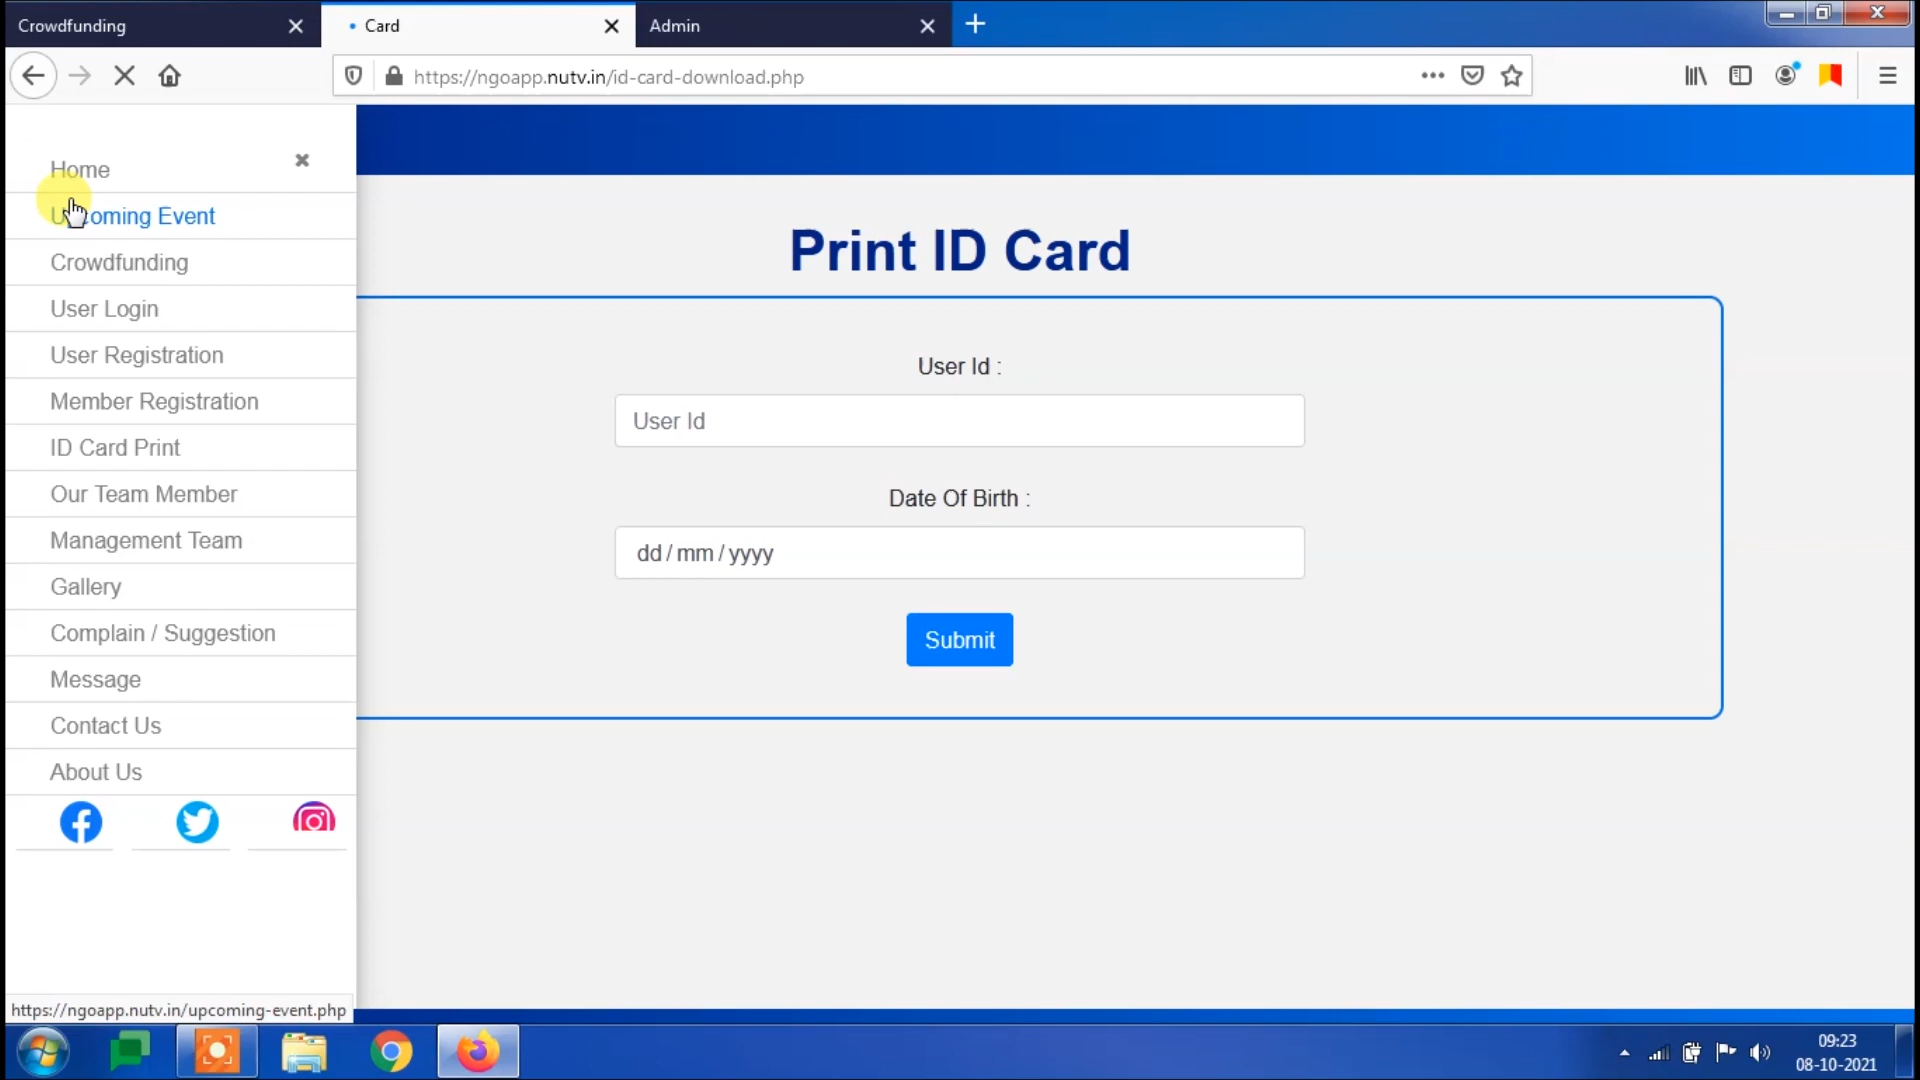 Crowdfunding
Card
Admin
https://ngoapp.nutv.in/id-card-download.php
Home
Upcoming Event
Crowdfunding
User Login
User Registration
Member Registration
ID Card Print
Our Team Member
Management Team
Gallery
Complain / Suggestion
Message
Contact Us
About Us
Print ID Card
User Id :
User Id
Date Of Birth :
dd / mm / yyyy
Submit
https://ngoapp.nutv.in/upcoming-event.php
09:23
08-10-2021